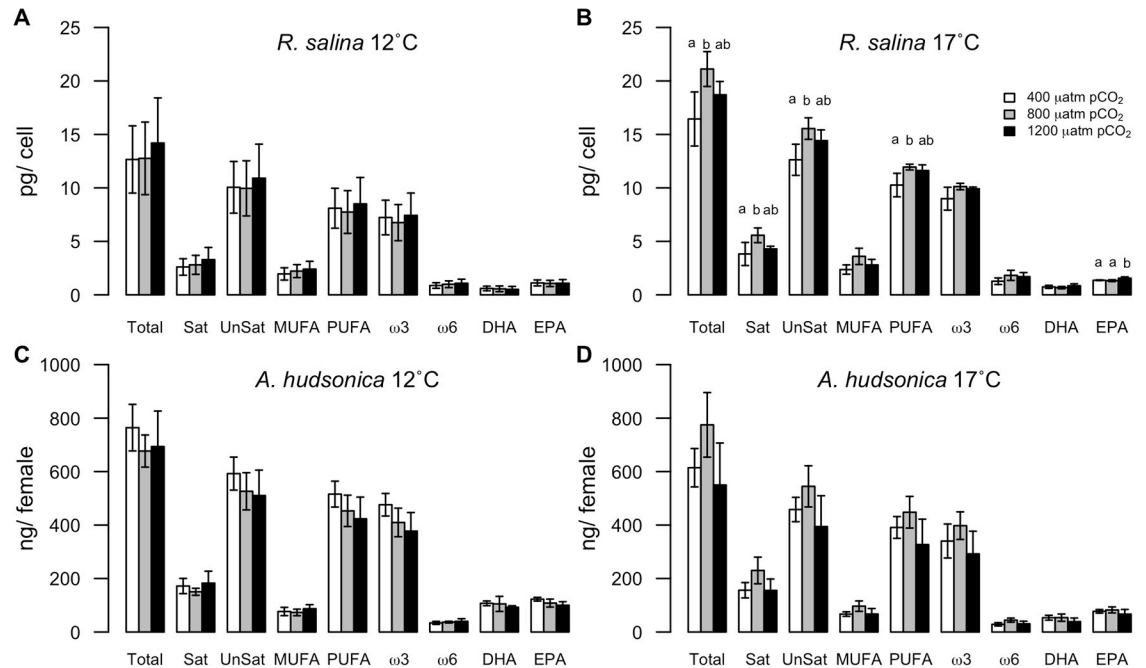 A
R. salina 12˚C
pg/ cell
25
20
15
10
5
0
Total Sat UnSat MUFA PUFA ω3 ω6 DHA EPA
B
R. salina 17˚C
pg/ cell
25
20
15
10
5
0
a b ab
a b ab
a b ab
a b ab
a a b
400 μatm pCO₂
800 μatm pCO₂
1200 μatm pCO₂
Total Sat UnSat MUFA PUFA ω3 ω6 DHA EPA
C
A. hudsonica 12˚C
ng/ female
1000
800
600
400
200
0
Total Sat UnSat MUFA PUFA ω3 ω6 DHA EPA
D
A. hudsonica 17˚C
ng/ female
1000
800
600
400
200
0
Total Sat UnSat MUFA PUFA ω3 ω6 DHA EPA